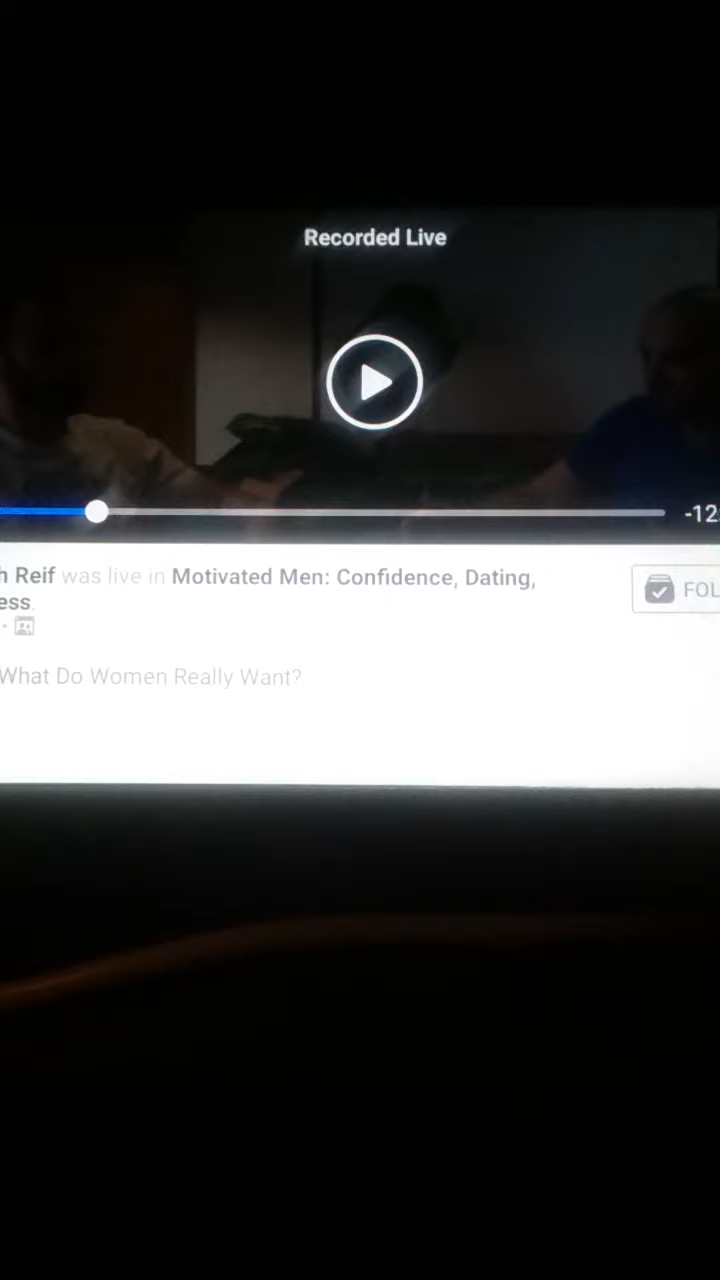 Recorded Live
-12:
h Reif was live in Motivated Men: Confidence, Dating,
ess.
FOL
What Do Women Really Want?